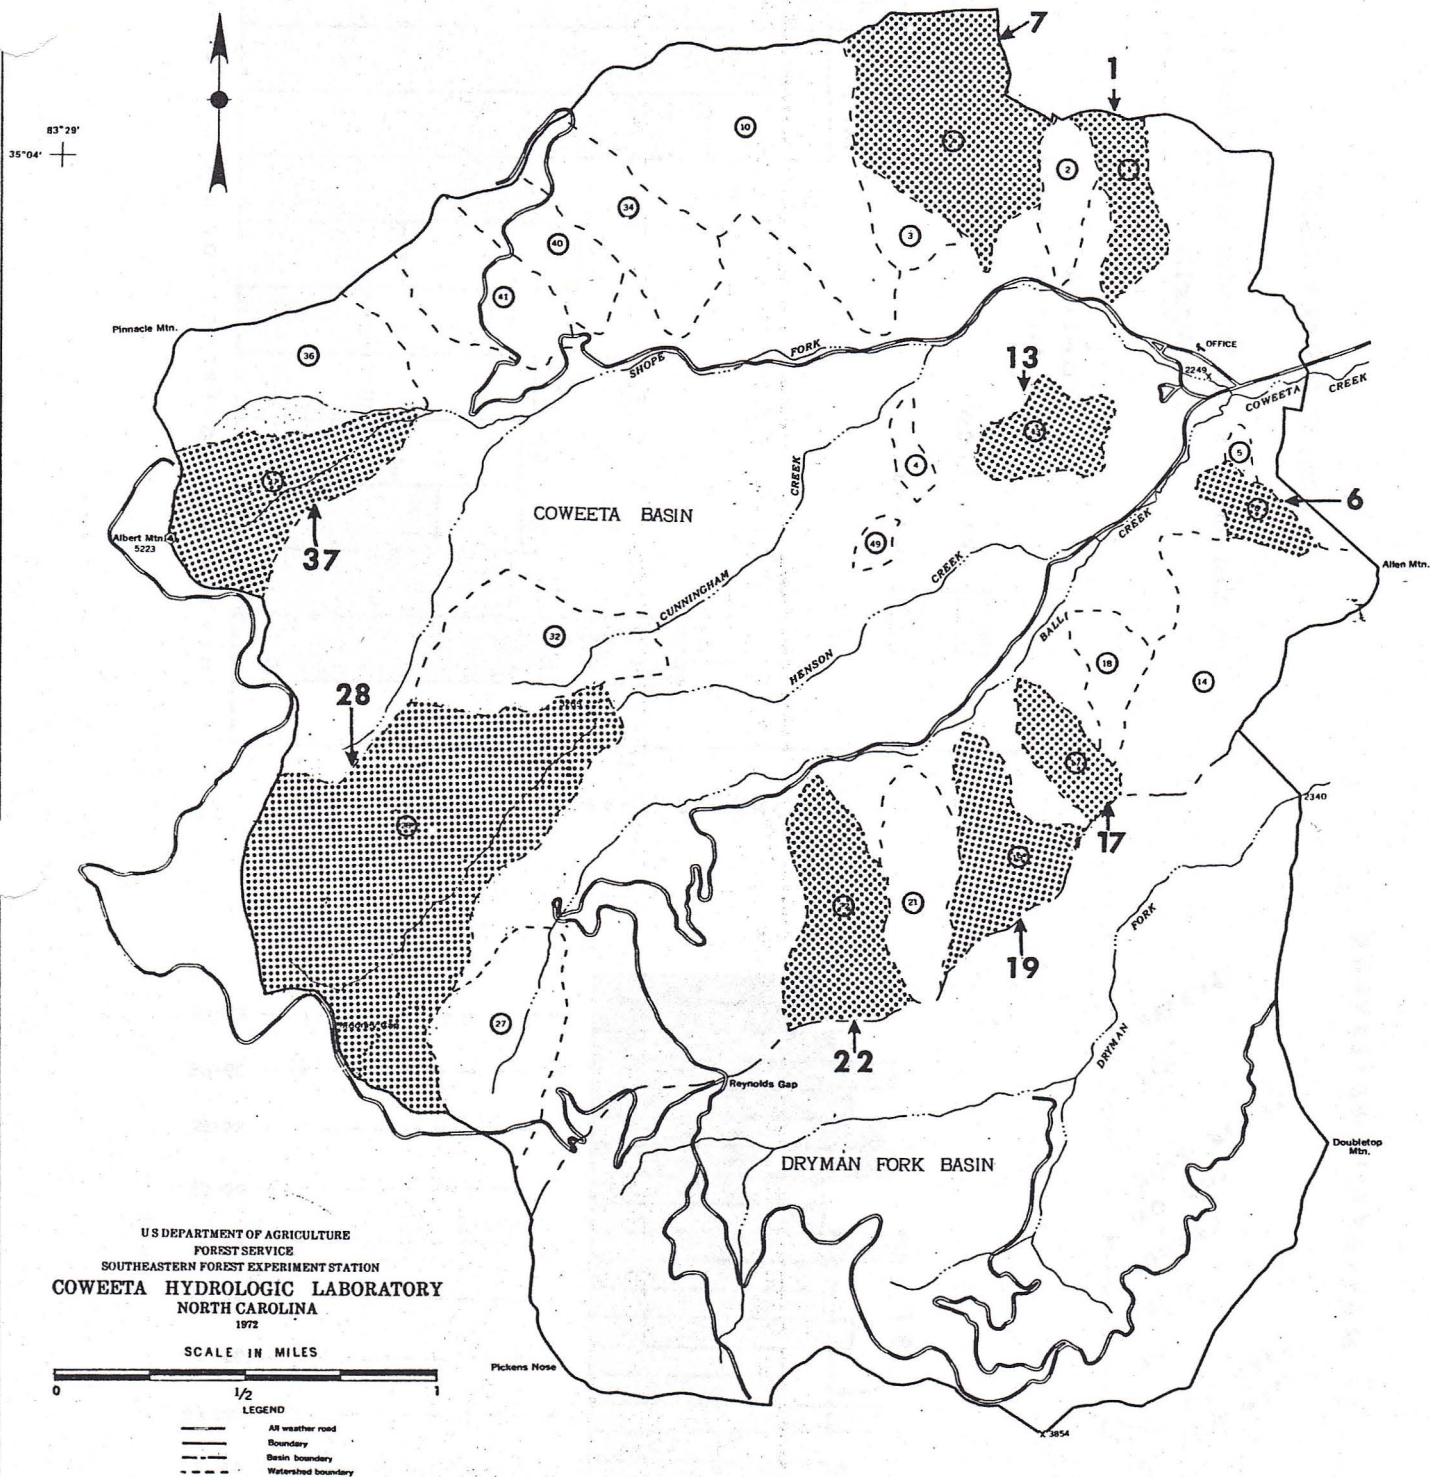 7
1
83°29'
35°04'
10
2
34
3
40
41
Pinnacle Mtn.
36
SHOPE
FORK
OFFICE
2249
X
COWEETA
CREEK
13
5
4
6
37
Albert Mtn.
5223
COWEETA BASIN
CREEK
49
CREEK
CREEK
Allen Mtn.
CUNNINGHAM
32
BALL
18
14
HENSON
28
17
2340
21
FORK
19
27
22
DRYMAN
Reynolds Gap
Doubletop
Mtn.
DRYMAN FORK BASIN
U S DEPARTMENT OF AGRICULTURE
FOREST SERVICE
SOUTHEASTERN FOREST EXPERIMENT STATION
COWEETA HYDROLOGIC LABORATORY
NORTH CAROLINA
1972
SCALE IN MILES
0 1/2 1
Pickens Nose
X 3854
LEGEND
All weather road
Boundary
Basin boundary
Watershed boundary